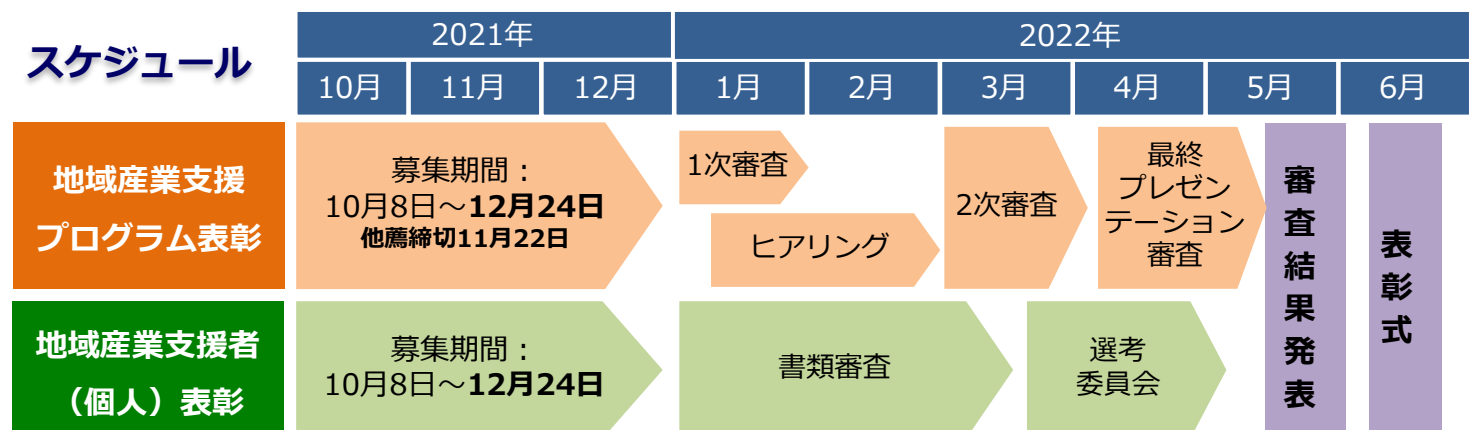 スケジュール
2021年
2022年
10月
11月
12月
1月
2月
3月
4月
5月
6月
地域産業支援
プログラム表彰
募集期間：
10月8日～12月24日
他薦締切11月22日
1次審査
ヒアリング
2次審査
最終
プレゼン
テーション
審査
地域産業支援者
（個人）表彰
募集期間：
10月8日～12月24日
書類審査
選考
委員会
審査結果発表
表彰式